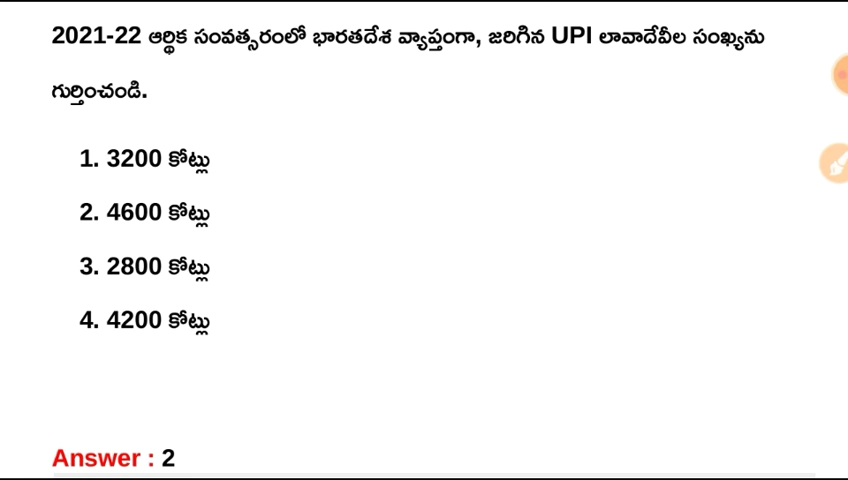 2021-22 ఆర్థిక సంవత్సరంలో భారతదేశ వ్యాప్తంగా, జరిగిన UPI లావాదేవీల సంఖ్యను
గుర్తించండి.
1. 3200 కోట్లు
2. 4600 కోట్లు
3. 2800 కోట్లు
4. 4200 కోట్లు
Answer : 2